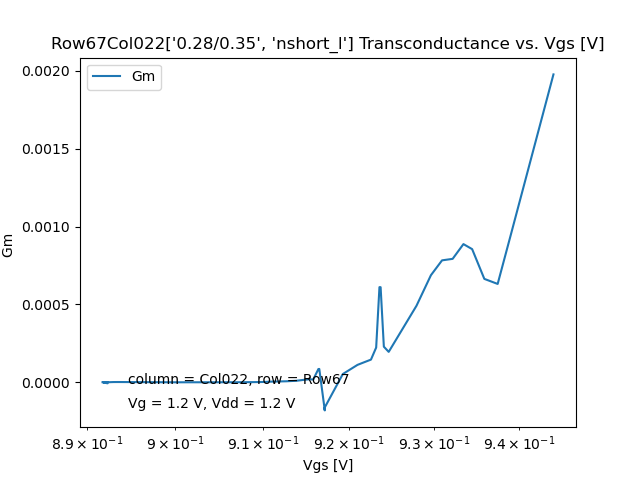 Row67Col022['0.28/0.35', 'nshort_l'] Transconductance vs. Vgs [V]
Gm
0.0020
0.0015
0.0010
0.0005
0.0000
Gm
column = Col022, row = Row67
Vg = 1.2 V, Vdd = 1.2 V
8.9 × 10⁻¹ 9 × 10⁻¹ 9.1 × 10⁻¹ 9.2 × 10⁻¹ 9.3 × 10⁻¹ 9.4 × 10⁻¹
Vgs [V]